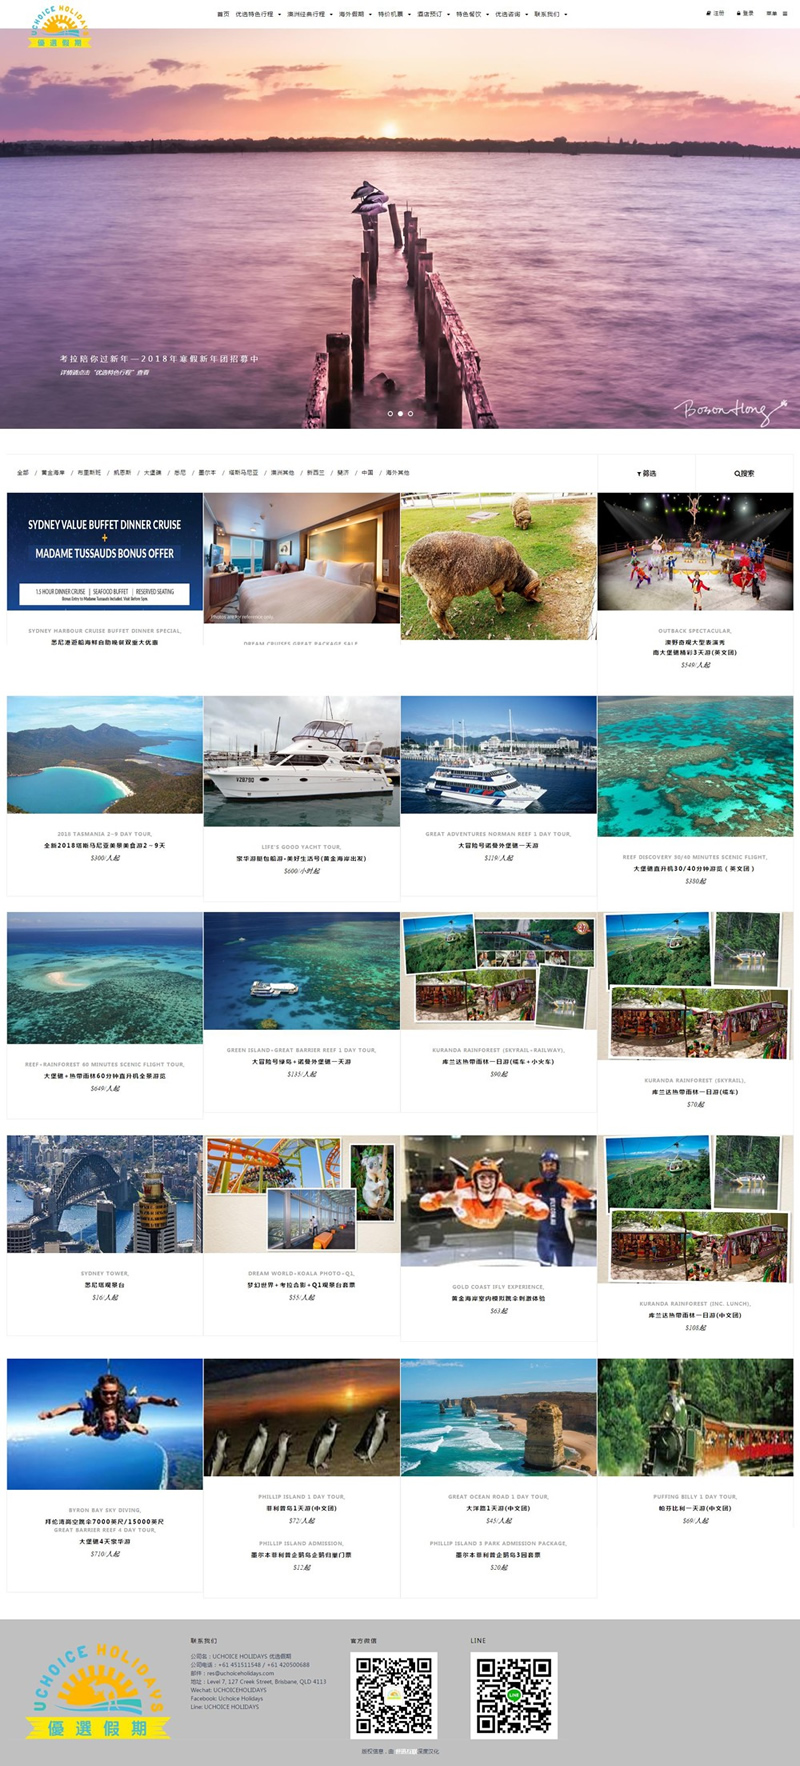 UCHOICE HOLIDAYS
優選假期
首页 优选特色行程 澳洲经典行程 海外假期 特价机票 酒店预订 特色餐饮 优选咨询 联系我们
注册 登录 菜单
考拉陪你过新年—2018年寒假新年团招募中
详情请点击“优选特色行程”查看
全部 / 黄金海岸 / 布里斯班 / 凯恩斯 / 大堡礁 / 悉尼 / 墨尔本 / 塔斯马尼亚 / 澳洲其他 / 新西兰 / 斐济 / 中国 / 海外其他
筛选 搜索
SYDNEY VALUE BUFFET DINNER CRUISE
+
MADAME TUSSAUDS BONUS OFFER
1.5 HOUR DINNER CRUISE | SEAFOOD BUFFET | RESERVED SEATING
Bonus Entry to Madame Tussauds Included. Visit Before 5pm.
SYDNEY HARBOUR CRUISE BUFFET DINNER SPECIAL,
悉尼港游船海鲜自助晚餐双重大优惠
Photos are for reference only.
DREAM CRUISES GREAT PACKAGE SALE
OUTBACK SPECTACULAR,
澳野奇观大型表演秀
南大堡礁精彩3天游(英文团)
$549/人起
2015 TASMANIA 2-9 DAY TOUR,
全新2018塔斯马尼亚美景美食游2-9天
$300/人起
LIFE'S GOOD YACHT TOUR,
豪华游艇包船游-美好生活号(黄金海岸出发)
$600/小时起
GREAT ADVENTURES NORMAN REEF 1 DAY TOUR,
大冒险号诺曼外堡礁一天游
$119/人起
REEF DISCOVERY 30/40 MINUTES SCENIC FLIGHT,
大堡礁直升机30/40分钟游览(英文团)
$380起
REEF+RAINFOREST 60 MINUTES SCENIC FLIGHT TOUR,
大堡礁+热带雨林60分钟直升机全景游览
$649/人起
GREEN ISLAND+GREAT BARRIER REEF 1 DAY TOUR,
大冒险号绿岛+诺曼外堡礁一天游
$135/人起
KURANDA RAINFOREST (SKYRAIL+RAILWAY),
库兰达热带雨林一日游(缆车+小火车)
$90起
KURANDA RAINFOREST (SKYRAIL),
库兰达热带雨林一日游(缆车)
$70起
SYDNEY TOWER,
悉尼塔观景台
$16/人起
DREAM WORLD+KOALA PHOTO+Q1,
梦幻世界+考拉合影+Q1观景台套票
$55/人起
GOLD COAST IFLY EXPERIENCE,
黄金海岸室内模拟跳伞刺激体验
$63起
KURANDA RAINFOREST (INC. LUNCH),
库兰达热带雨林一日游(中文团)
$108起
BYRON BAY SKY DIVING,
拜伦湾高空跳伞7000英尺/15000英尺
GREAT BARRIER REEF 4 DAY TOUR,
大堡礁4天豪华游
$710/人起
PHILLIP ISLAND 1 DAY TOUR,
菲利普岛1天游(中文团)
$72/人起
PHILLIP ISLAND ADMISSION,
墨尔本菲利普企鹅岛企鹅归巢门票
$12起
GREAT OCEAN ROAD 1 DAY TOUR,
大洋路1天游(中文团)
$45/人起
PHILLIP ISLAND 3 PARK ADMISSION PACKAGE,
墨尔本菲利普企鹅岛3园套票
$20起
PUFFING BILLY 1 DAY TOUR,
帕芬比利一天游(中文团)
$69/人起
UCHOICE HOLIDAYS
優選假期
联系我们
公司名:UCHOICE HOLIDAYS 优选假期
公司电话:+61 451511548 / +61 420500688
邮件:res@uchoiceholidays.com
地址:Level 7, 127 Creek Street, Brisbane, QLD 4113
Wechat: UCHOICEHOLIDAYS
Facebook: Uchoice Holidays
Line: UCHOICE HOLIDAYS
官方微信
LINE
LINE